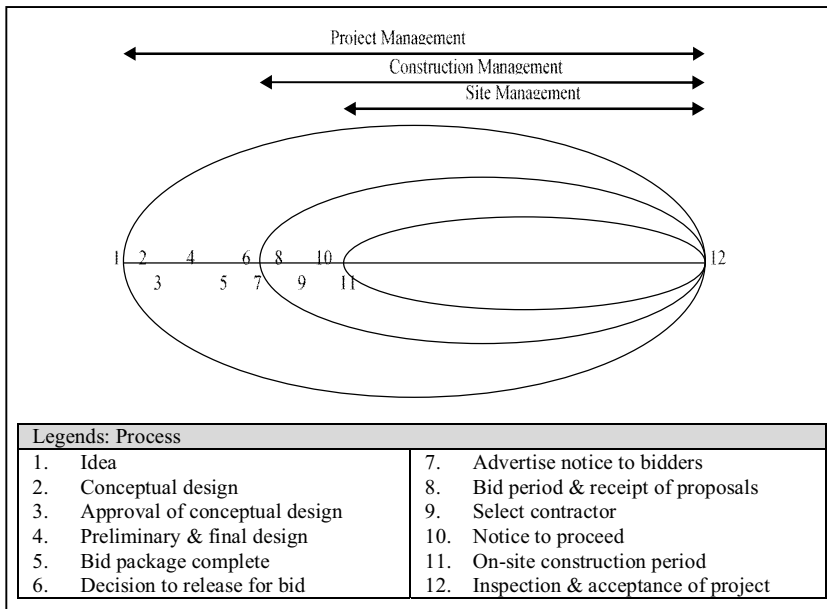 Project Management
Construction Management
Site Management
1 2 4 6 8 10 12
3 5 7 9 11
Legends: Process
1. Idea
2. Conceptual design
3. Approval of conceptual design
4. Preliminary & final design
5. Bid package complete
6. Decision to release for bid
7. Advertise notice to bidders
8. Bid period & receipt of proposals
9. Select contractor
10. Notice to proceed
11. On-site construction period
12. Inspection & acceptance of project